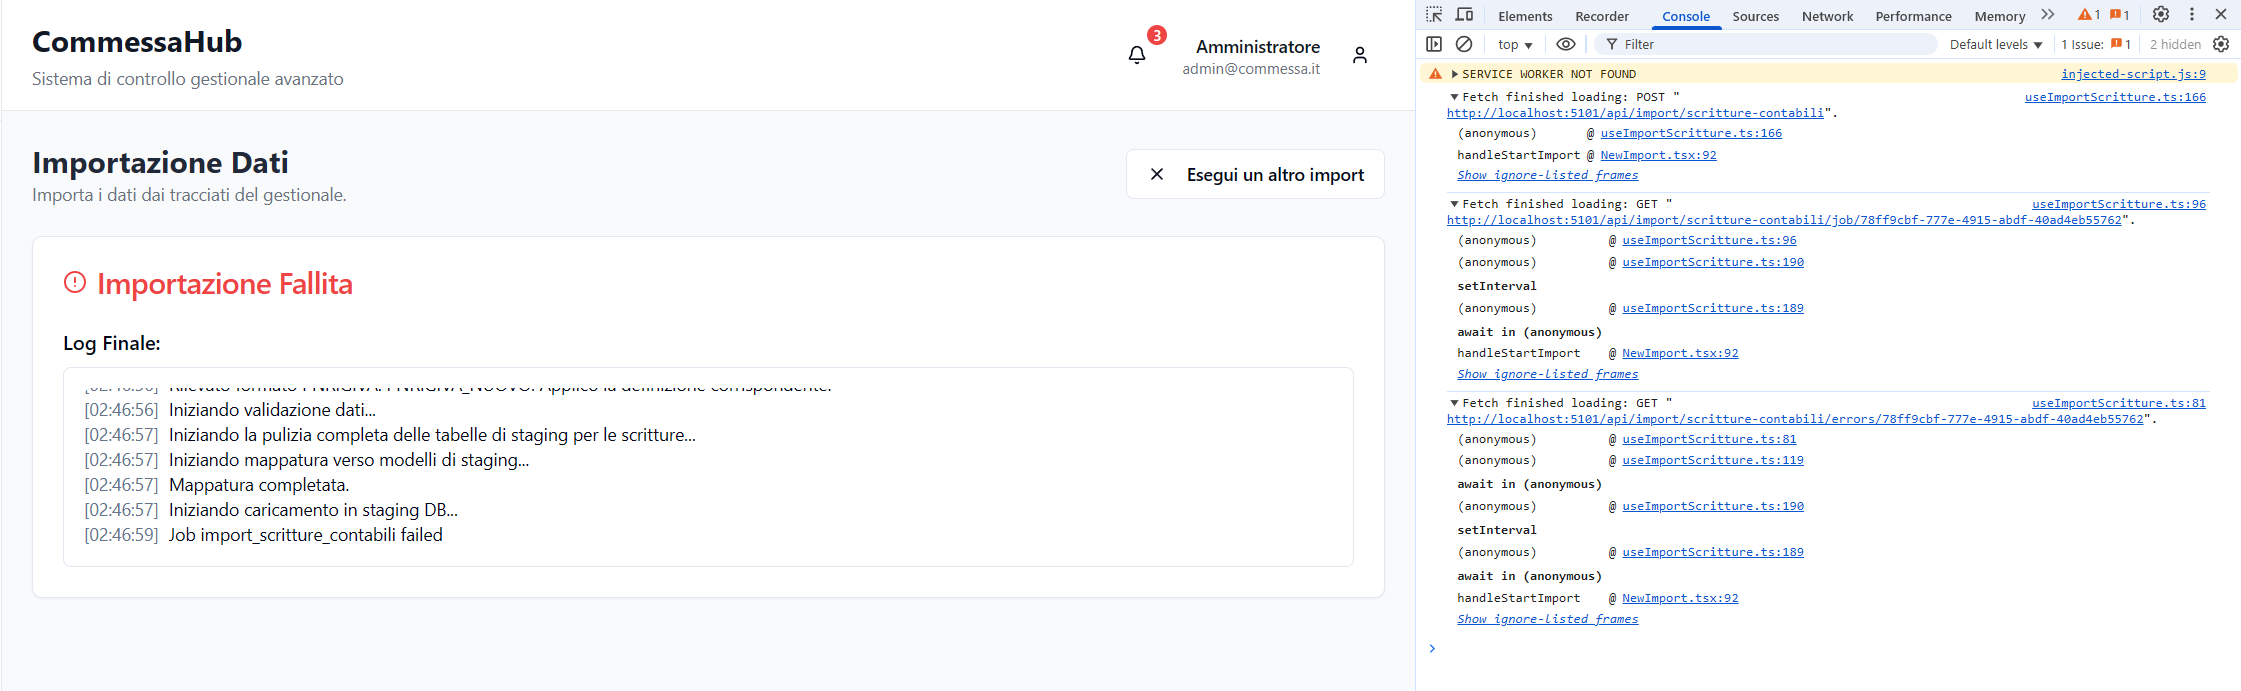 CommessaHub
Sistema di controllo gestionale avanzato
3
Amministratore
admin@commessa.it
Importazione Dati
Importa i dati dai tracciati del gestionale.
Esegui un altro import
Importazione Fallita
Log Finale:
[02:46:56] Iniziando validazione dati...
[02:46:57] Iniziando la pulizia completa delle tabelle di staging per le scritture...
[02:46:57] Iniziando mappatura verso modelli di staging...
[02:46:57] Mappatura completata.
[02:46:57] Iniziando caricamento in staging DB...
[02:46:59] Job import_scritture_contabili failed
Elements Recorder Console Sources Network Performance Memory 1 1
top Filter Default levels 1 Issue: 1 2 hidden
SERVICE WORKER NOT FOUND injected-script.js:9
Fetch finished loading: POST " useImportScritture.ts:166
http://localhost:5101/api/import/scritture-contabili".
(anonymous) @ useImportScritture.ts:166
handleStartImport @ NewImport.tsx:92
Show ignore-listed frames
Fetch finished loading: GET " useImportScritture.ts:96
http://localhost:5101/api/import/scritture-contabili/job/78ff9cbf-777e-4915-abdf-40ad4eb55762".
(anonymous) @ useImportScritture.ts:96
(anonymous) @ useImportScritture.ts:190
setInterval
(anonymous) @ useImportScritture.ts:189
await in (anonymous)
handleStartImport @ NewImport.tsx:92
Show ignore-listed frames
Fetch finished loading: GET " useImportScritture.ts:81
http://localhost:5101/api/import/scritture-contabili/errors/78ff9cbf-777e-4915-abdf-40ad4eb55762".
(anonymous) @ useImportScritture.ts:81
(anonymous) @ useImportScritture.ts:119
await in (anonymous)
(anonymous) @ useImportScritture.ts:190
setInterval
(anonymous) @ useImportScritture.ts:189
await in (anonymous)
handleStartImport @ NewImport.tsx:92
Show ignore-listed frames